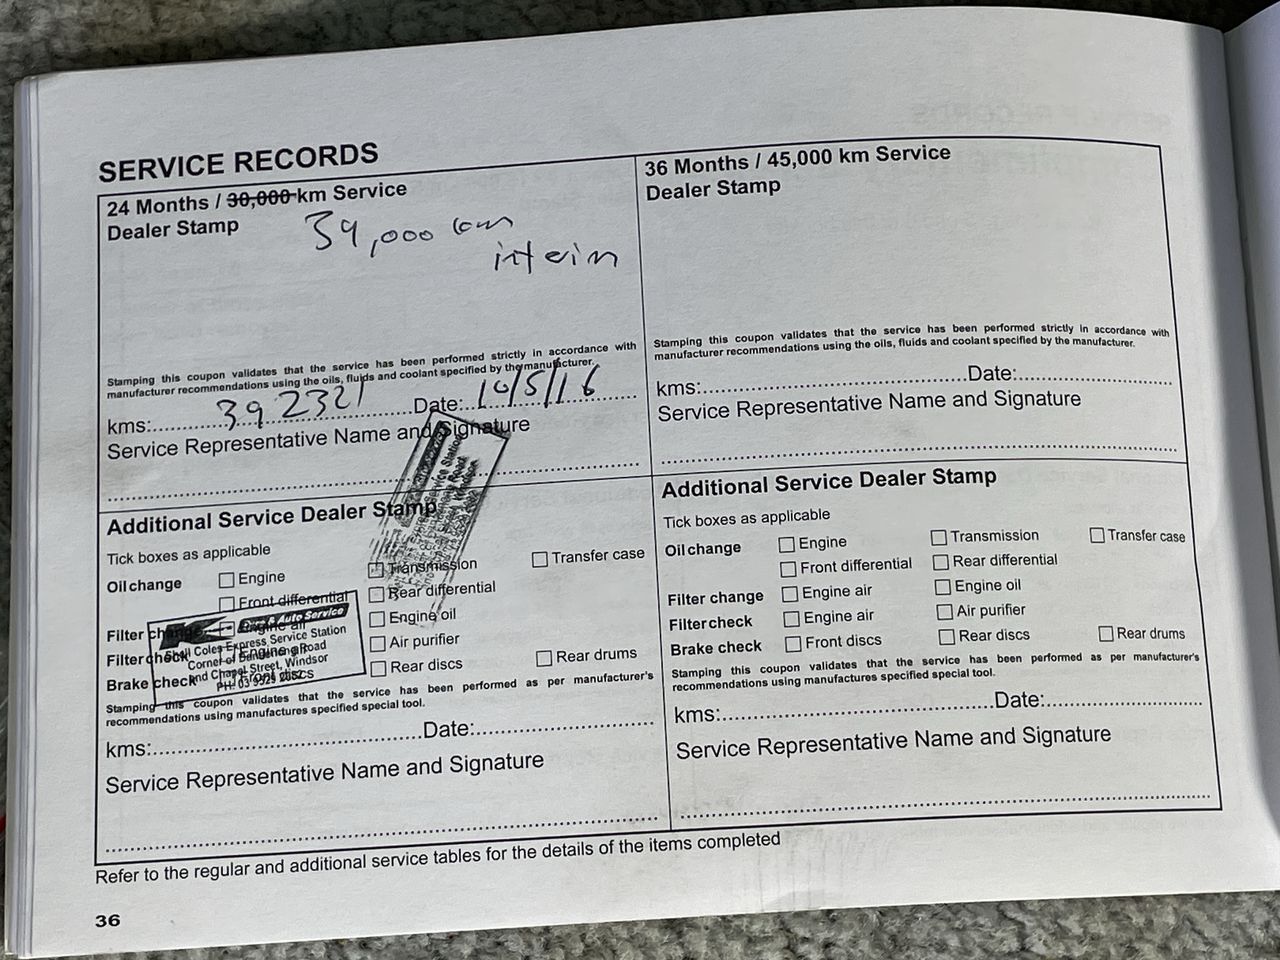 SERVICE RECORDS
24 Months / 30,000 km Service
Dealer Stamp
39,000 km
interim
Stamping this coupon validates that the service has been performed strictly in accordance with
manufacturer recommendations using the oils, fluids and coolant specified by the manufacturer.
kms:39232 Date:10/5/16
Service Representative Name and Signature
Additional Service Dealer Stamp
Tick boxes as applicable
Oil change Engine Transmission Transfer case
Front differential Rear differential
Filter change Engine air Engine oil
Filter check Engine air Air purifier
Brake check Front discs Rear discs Rear drums
& Auto Service
Shell Coles Express Service Station
Corner of Dandenong Road
and Chapel Street, Windsor
Stamping this coupon validates that the service has been performed as per manufacturer's
recommendations using manufactures specified special tool.
kms: Date:
Service Representative Name and Signature
36 Months / 45,000 km Service
Dealer Stamp
Stamping this coupon validates that the service has been performed strictly in accordance with
manufacturer recommendations using the oils, fluids and coolant specified by the manufacturer.
kms: Date:
Service Representative Name and Signature
Additional Service Dealer Stamp
Tick boxes as applicable
Oil change Engine Transmission Transfer case
Front differential Rear differential
Filter change Engine air Engine oil
Filter check Engine air Air purifier
Brake check Front discs Rear discs Rear drums
Stamping this coupon validates that the service has been performed as per manufacturer's
recommendations using manufactures specified special tool.
kms: Date:
Service Representative Name and Signature
Refer to the regular and additional service tables for the details of the items completed
36